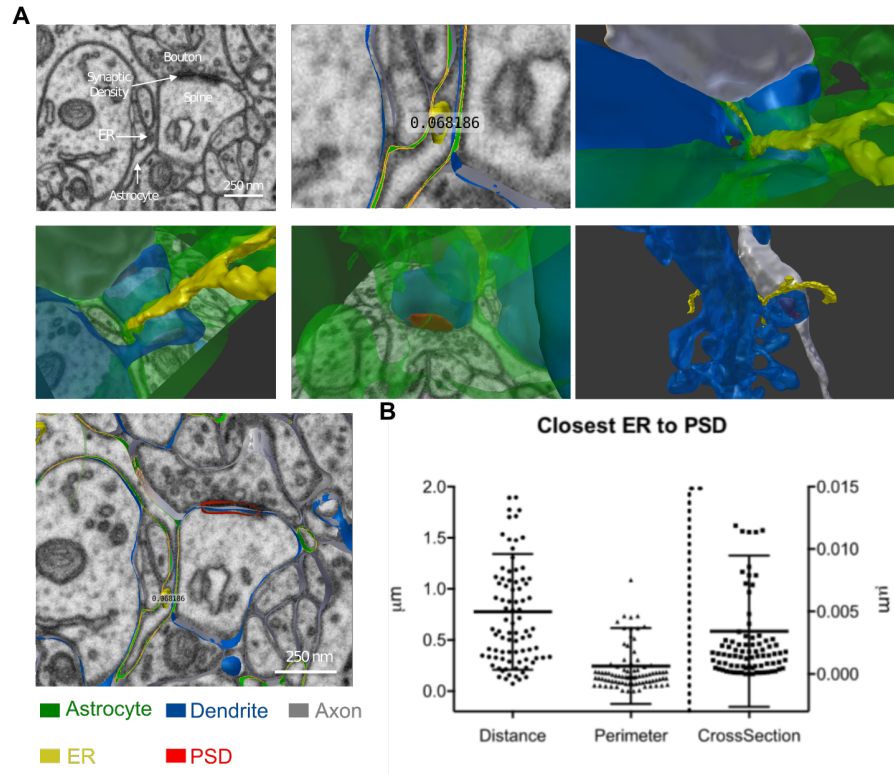 A
Bouton
Synaptic
Density
Spine
ER
Astrocyte
250 nm
0.068186
0.068186
250 nm
Astrocyte
Dendrite
Axon
ER
PSD
B
Closest ER to PSD
2.0
1.5
1.0
0.5
0.0
μm
0.015
0.010
0.005
0.000
μm
Distance
Perimeter
CrossSection